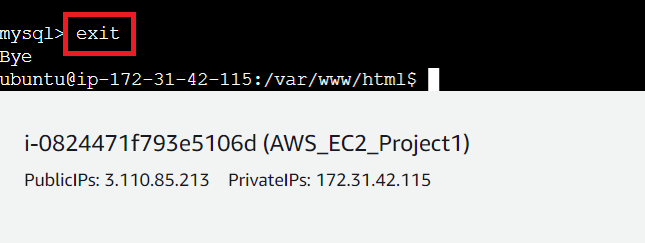 mysql> exit
Bye
ubuntu@ip-172-31-42-115:/var/www/html$
i-0824471f793e5106d (AWS_EC2_Project1)
PublicIPs: 3.110.85.213 PrivateIPs: 172.31.42.115